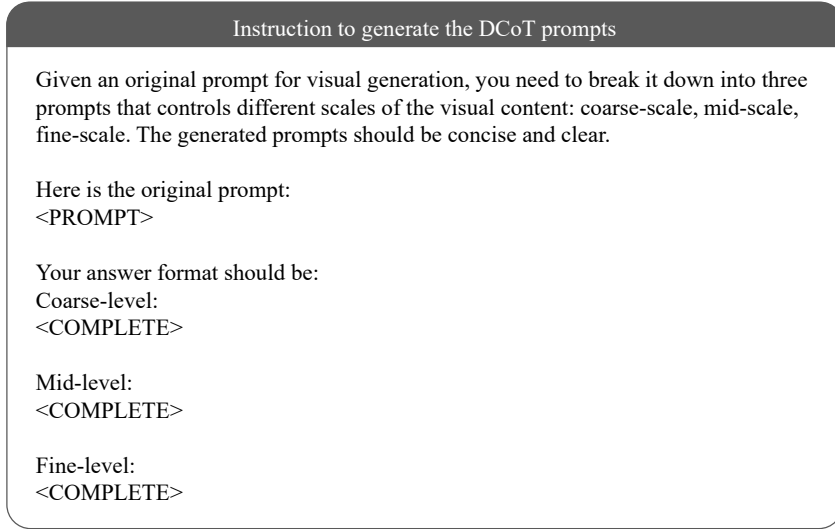 Instruction to generate the DCoT prompts
Given an original prompt for visual generation, you need to break it down into three
prompts that controls different scales of the visual content: coarse-scale, mid-scale,
fine-scale. The generated prompts should be concise and clear.
Here is the original prompt:
<PROMPT>
Your answer format should be:
Coarse-level:
<COMPLETE>
Mid-level:
<COMPLETE>
Fine-level:
<COMPLETE>